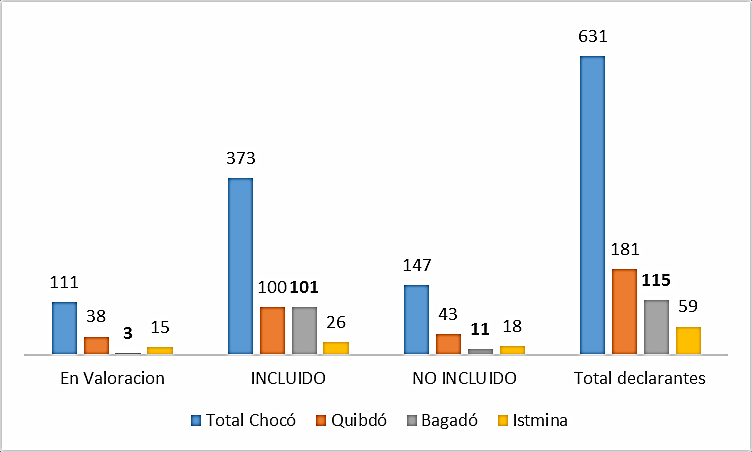 631
373
181
147
111
100 101
115
38
3
15
26
43
11
18
59
En Valoracion
INCLUIDO
NO INCLUIDO
Total declarantes
Total Chocó
Quibdó
Bagadó
Istmina